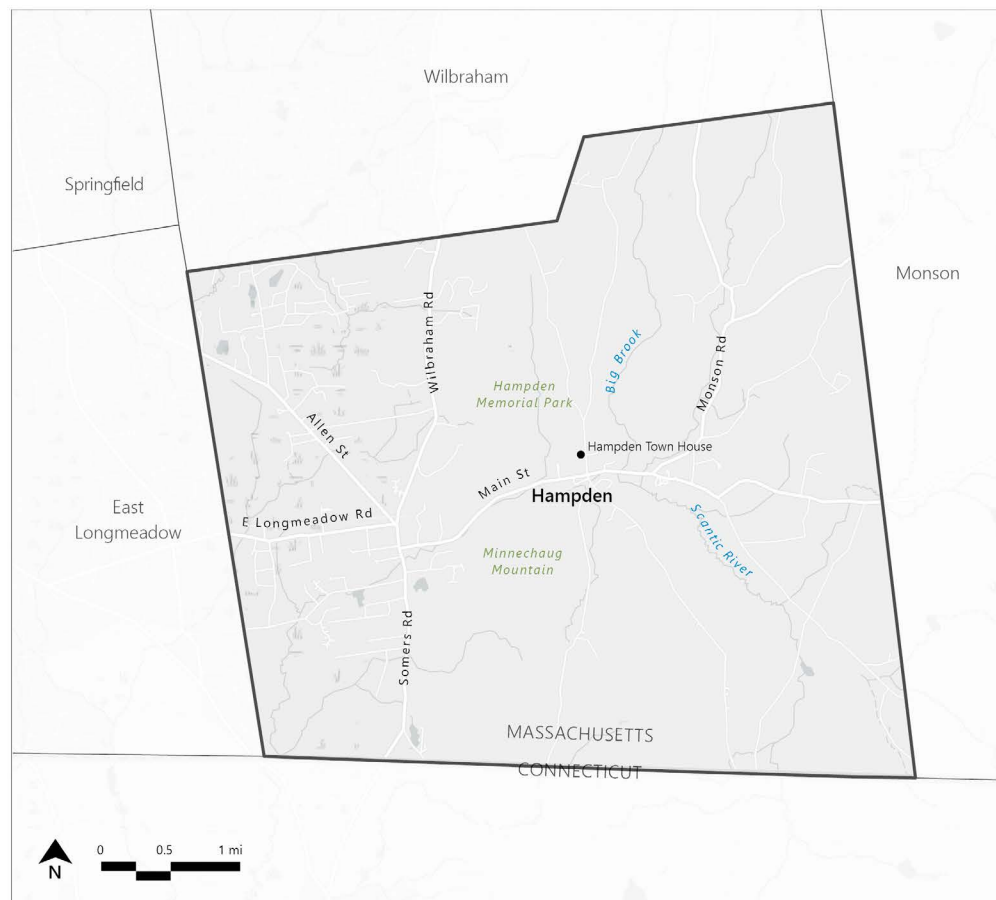 Wilbraham
Springfield
Monson
Wilbraham Rd
Big Brook
Monson Rd
Hampden
Memorial Park
Allen St
Hampden Town House
Main St
Hampden
East
Longmeadow
E Longmeadow Rd
Scantic River
Minnechaug
Mountain
Somers Rd
MASSACHUSETTS
CONNECTICUT
0 0.5 1 mi
N